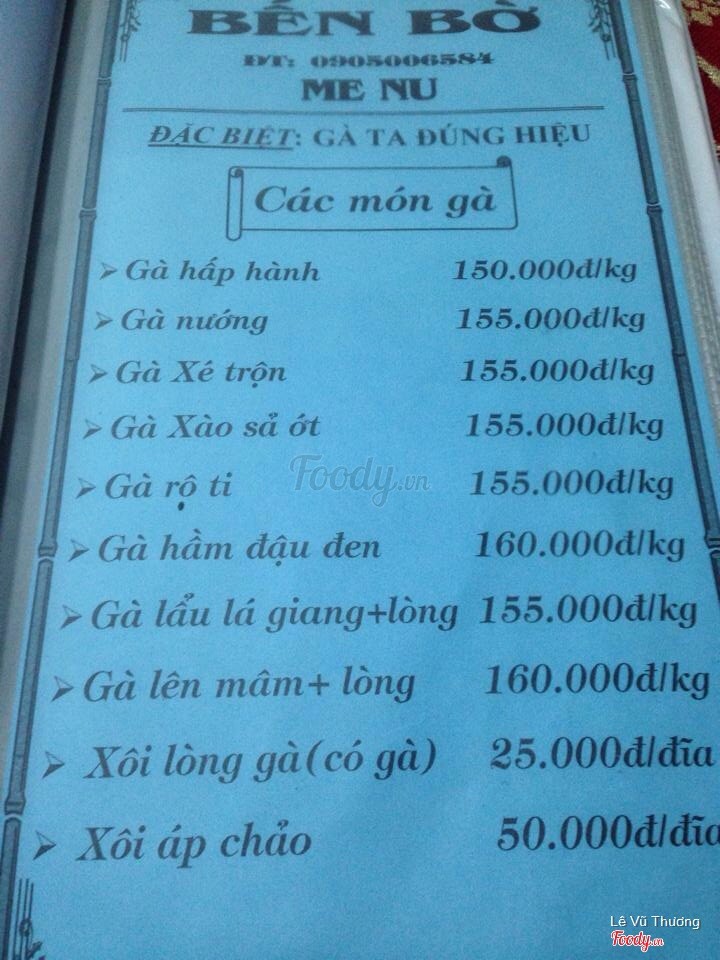 BẾN BỜ
ĐT: 0905006584
ME NU
ĐẶC BIỆT: GÀ TA ĐÚNG HIỆU
Các món gà
➢ Gà hấp hành 150.000đ/kg
➢ Gà nướng 155.000đ/kg
➢ Gà Xé trộn 155.000đ/kg
➢ Gà Xào sả ớt 155.000đ/kg
➢ Gà rô ti 155.000đ/kg
➢ Gà hầm đậu đen 160.000đ/kg
➢ Gà lẩu lá giang+lòng 155.000đ/kg
➢ Gà lên mâm+ lòng 160.000đ/kg
➢ Xôi lòng gà(có gà) 25.000đ/đĩa
➢ Xôi áp chảo 50.000đ/đĩa
Foody.vn
Lê Vũ Thương
Foody.vn